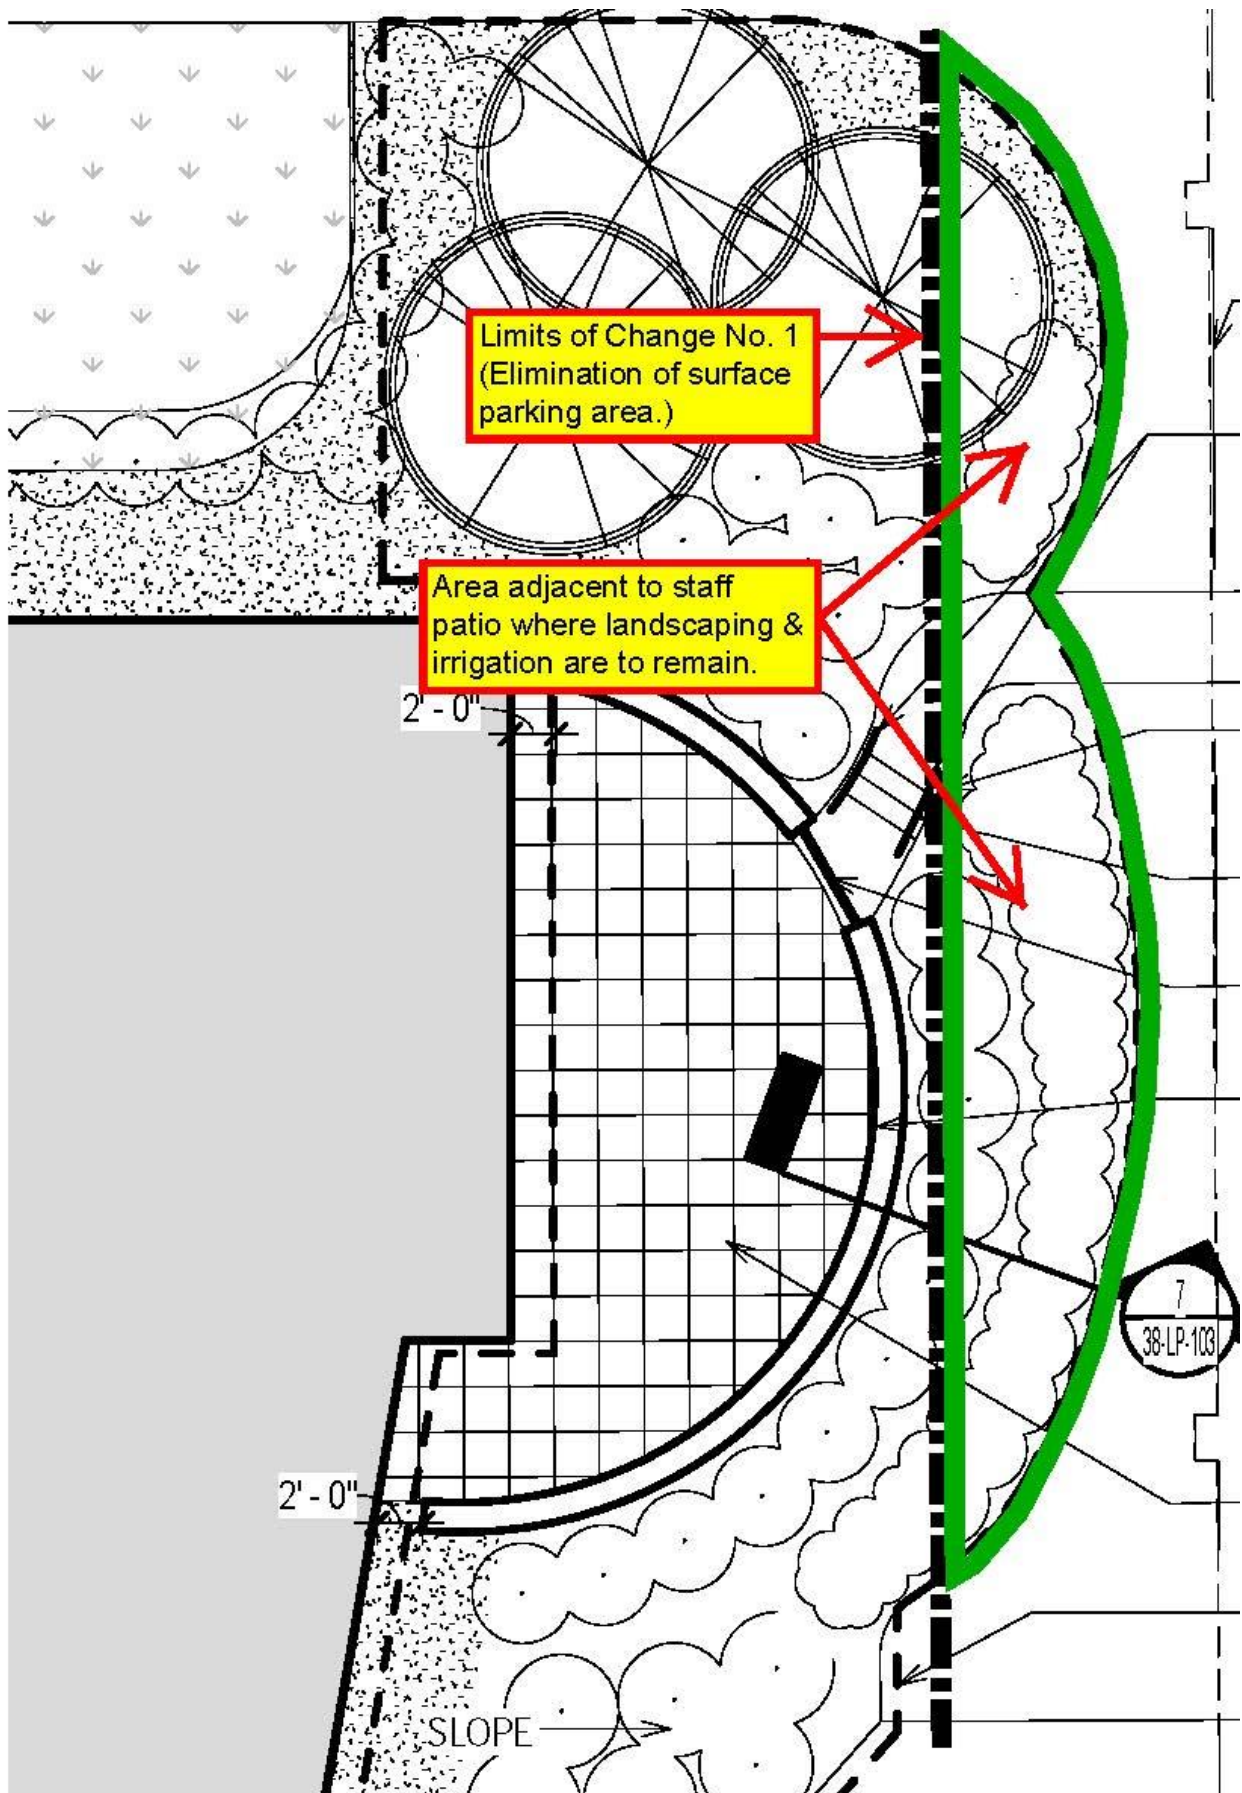 Limits of Change No. 1
(Elimination of surface
parking area.)
Area adjacent to staff
patio where landscaping &
irrigation are to remain.
2' - 0"
7
38-LP-103
2' - 0"
SLOPE